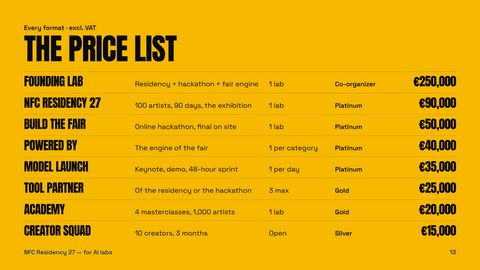 Every format · excl. VAT
THE PRICE LIST
FOUNDING LAB Residency + hackathon + fair engine 1 lab Co-organizer €250,000
NFC RESIDENCY 27 100 artists, 90 days, the exhibition 1 lab Platinum €90,000
BUILD THE FAIR Online hackathon, final on site 1 lab Platinum €50,000
POWERED BY The engine of the fair 1 per category Platinum €40,000
MODEL LAUNCH Keynote, demo, 48-hour sprint 1 per day Platinum €35,000
TOOL PARTNER Of the residency or the hackathon 3 max Gold €25,000
ACADEMY 4 masterclasses, 1,000 artists 1 lab Gold €20,000
CREATOR SQUAD 10 creators, 3 months Open Silver €15,000
NFC Residency 27 — for AI labs 13